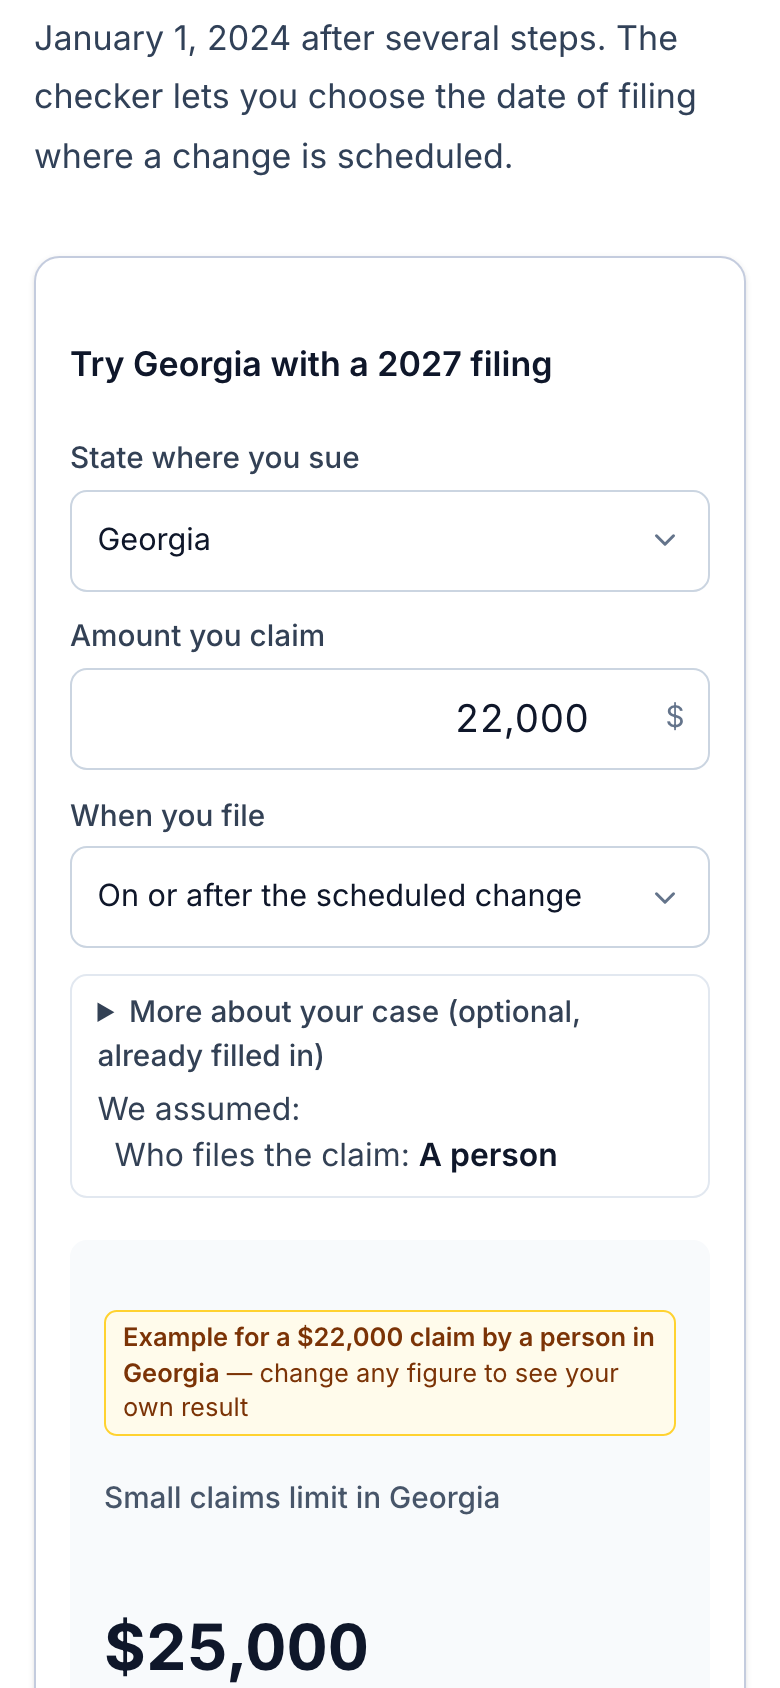 January 1, 2024 after several steps. The
checker lets you choose the date of filing
where a change is scheduled.
Try Georgia with a 2027 filing
State where you sue
Georgia
Amount you claim
22,000 $
When you file
On or after the scheduled change
▶ More about your case (optional,
already filled in)
We assumed:
Who files the claim: A person
Example for a $22,000 claim by a person in
Georgia — change any figure to see your
own result
Small claims limit in Georgia
$25,000